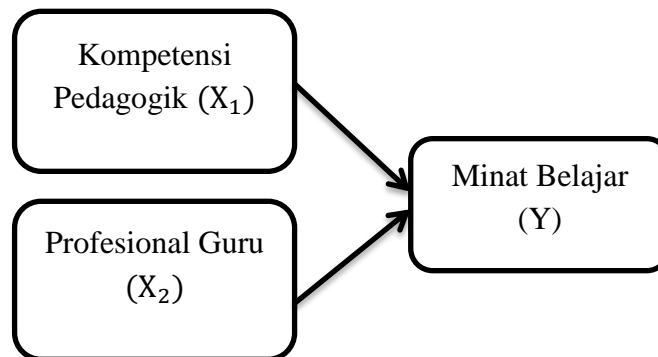 Kompetensi
Pedagogik (X₁)
Minat Belajar
(Y)
Profesional Guru
(X₂)